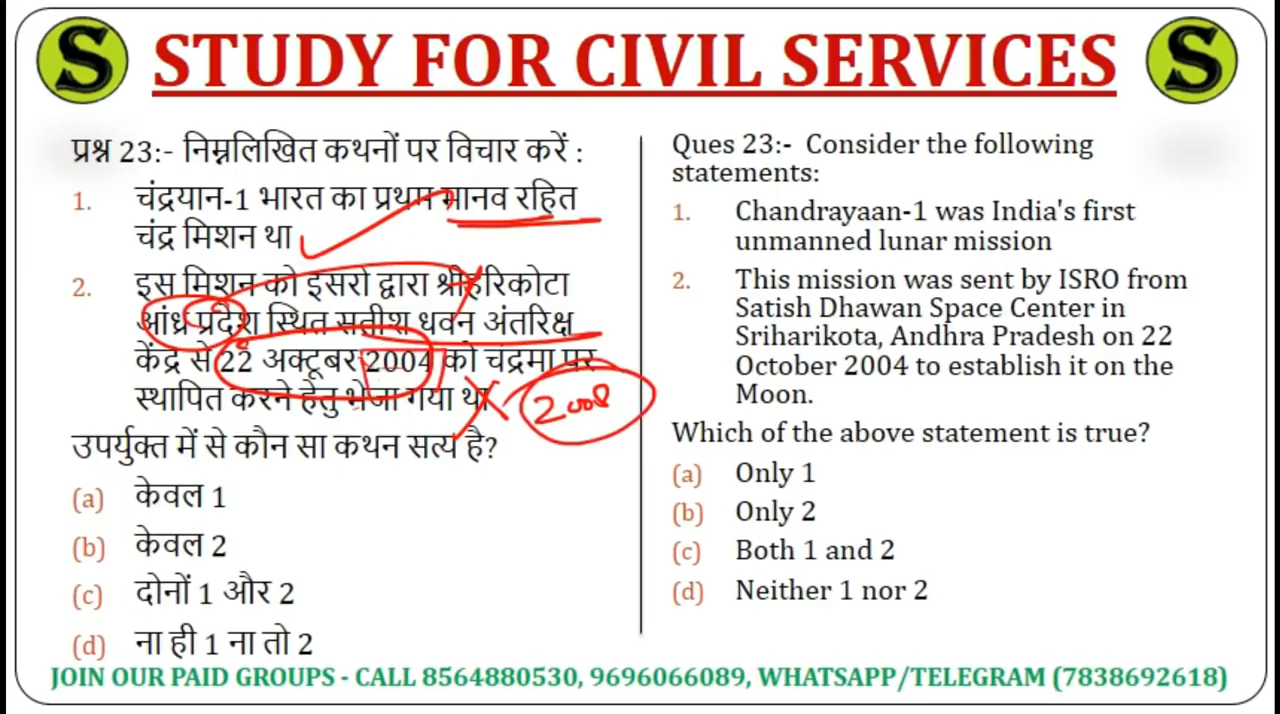 S STUDY FOR CIVIL SERVICES S
प्रश्न 23:- निम्नलिखित कथनों पर विचार करें :
1. चंद्रयान-1 भारत का प्रथम मानव रहित
चंद्र मिशन था
2. इस मिशन को इसरो द्वारा श्रीहरिकोटा
आंध्र प्रदेश स्थित सतीश धवन अंतरिक्ष
केंद्र से 22 अक्टूबर 2004 को चंद्रमा पर
स्थापित करने हेतु भेजा गया था
2008
उपर्युक्त में से कौन सा कथन सत्य है?
(a) केवल 1
(b) केवल 2
(c) दोनों 1 और 2
(d) ना ही 1 ना तो 2
Ques 23:- Consider the following
statements:
1. Chandrayaan-1 was India's first
unmanned lunar mission
2. This mission was sent by ISRO from
Satish Dhawan Space Center in
Sriharikota, Andhra Pradesh on 22
October 2004 to establish it on the
Moon.
Which of the above statement is true?
(a) Only 1
(b) Only 2
(c) Both 1 and 2
(d) Neither 1 nor 2
JOIN OUR PAID GROUPS - CALL 8564880530, 9696066089, WHATSAPP/TELEGRAM (7838692618)